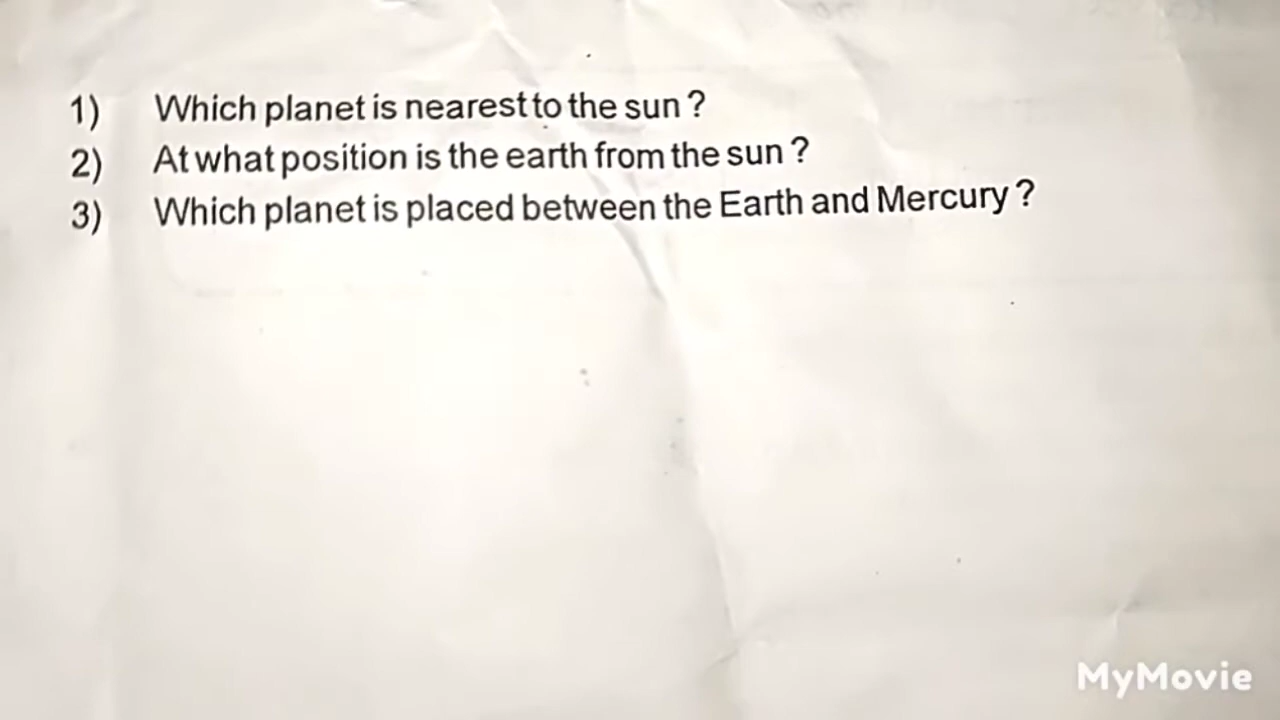 1) Which planet is nearest to the sun ?
2) At what position is the earth from the sun ?
3) Which planet is placed between the Earth and Mercury ?
MyMovie